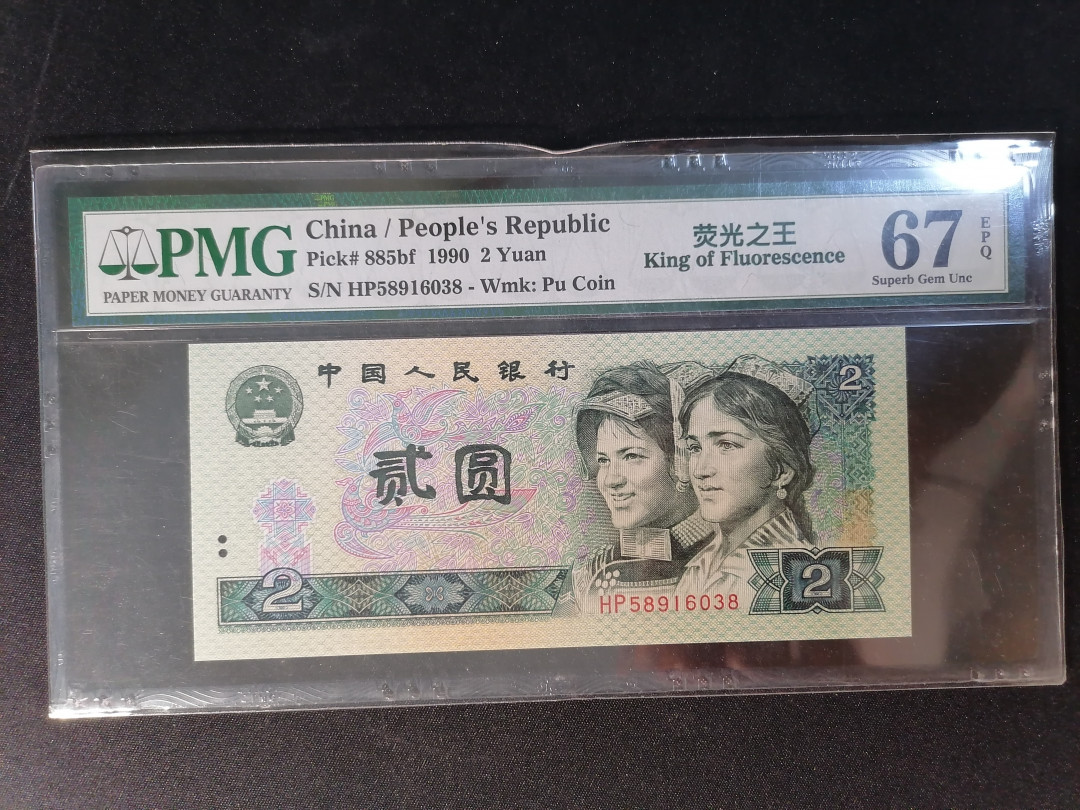 PMG
PAPER MONEY GUARANTY
China / People's Republic
Pick# 885bf 1990 2 Yuan
S/N HP58916038 - Wmk: Pu Coin
荧光之王
King of Fluorescence
67
EPQ
Superb Gem Unc
中国人民银行
2
贰圆
2
HP58916038
2